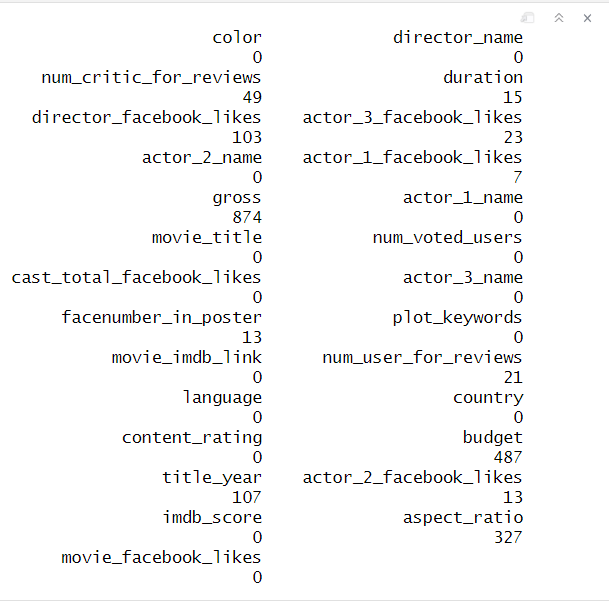 color director_name
0 0
num_critic_for_reviews duration
49 15
director_facebook_likes actor_3_facebook_likes
103 23
actor_2_name actor_1_facebook_likes
0 7
gross actor_1_name
874 0
movie_title num_voted_users
0 0
cast_total_facebook_likes actor_3_name
0 0
facenumber_in_poster plot_keywords
13 0
movie_imdb_link num_user_for_reviews
0 21
language country
0 0
content_rating budget
0 487
title_year actor_2_facebook_likes
107 13
imdb_score aspect_ratio
0 327
movie_facebook_likes
0